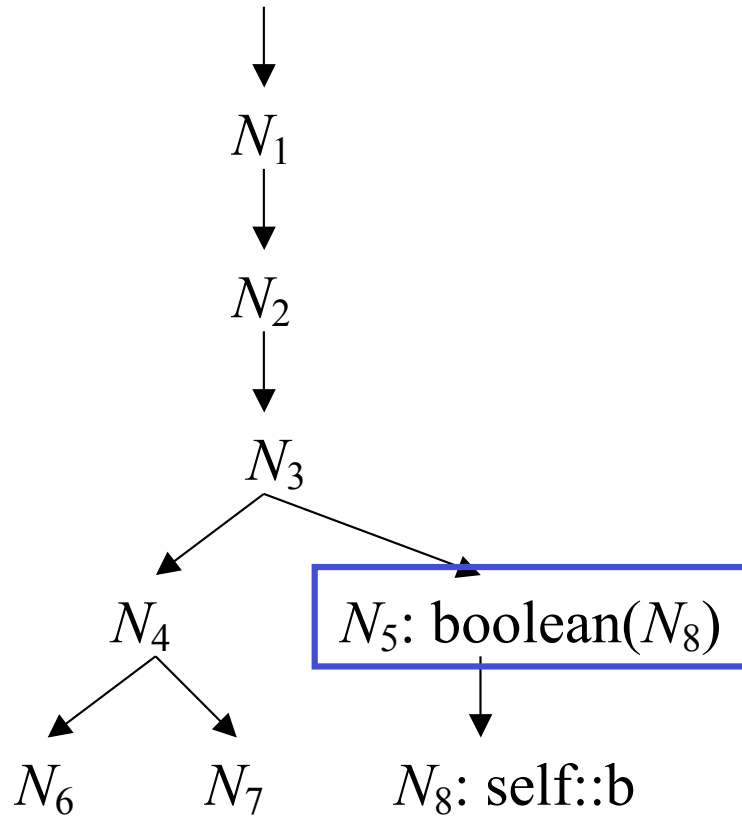 N₁
N₂
N₃
N₄ N₅: boolean(N₈)
N₆ N₇ N₈: self::b